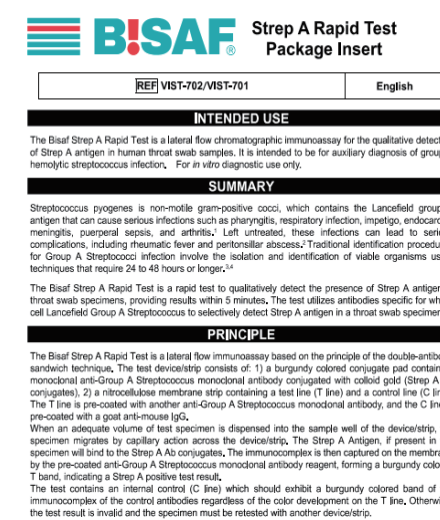 BISAF®
Strep A Rapid Test
Package Insert
REF VIST-702/VIST-701
English
INTENDED USE
The Bisaf Strep A Rapid Test is a lateral flow chromatographic immunoassay for the qualitative detect
of Strep A antigen in human throat swab samples. It is intended to be for auxiliary diagnosis of group
hemolytic streptococcus infection. For in vitro diagnostic use only.
SUMMARY
Streptococcus pyogenes is non-motile gram-positive cocci, which contains the Lancefield group
antigen that can cause serious infections such as pharyngitis, respiratory infection, impetigo, endocard
meningitis, puerperal sepsis, and arthritis.¹ Left untreated, these infections can lead to serio
complications, including rheumatic fever and peritonsillar abscess.² Traditional identification procedu
for Group A Streptococci infection involve the isolation and identification of viable organisms us
techniques that require 24 to 48 hours or longer.³,⁴
The Bisaf Strep A Rapid Test is a rapid test to qualitatively detect the presence of Strep A antigen
throat swab specimens, providing results within 5 minutes. The test utilizes antibodies specific for wh
cell Lancefield Group A Streptococcus to selectively detect Strep A antigen in a throat swab specimen
PRINCIPLE
The Bisaf Strep A Rapid Test is a lateral flow immunoassay based on the principle of the double-antibo
sandwich technique. The test device/strip consists of: 1) a burgundy colored conjugate pad contain
monoclonal anti-Group A Streptococcus monoclonal antibody conjugated with colloid gold (Strep A
conjugates), 2) a nitrocellulose membrane strip containing a test line (T line) and a control line (C lin
The T line is pre-coated with another anti-Group A Streptococcus monoclonal antibody, and the C line
pre-coated with a goat anti-mouse IgG.
When an adequate volume of test specimen is dispensed into the sample well of the device/strip,
specimen migrates by capillary action across the device/strip. The Strep A Antigen, if present in
specimen will bind to the Strep A Ab conjugates. The immunocomplex is then captured on the membra
by the pre-coated anti-Group A Streptococcus monoclonal antibody reagent, forming a burgundy colo
T band, indicating a Strep A positive test result.
The test contains an internal control (C line) which should exhibit a burgundy colored band of
immunocomplex of the control antibodies regardless of the color development on the T line. Otherwi
the test result is invalid and the specimen must be retested with another device/strip.